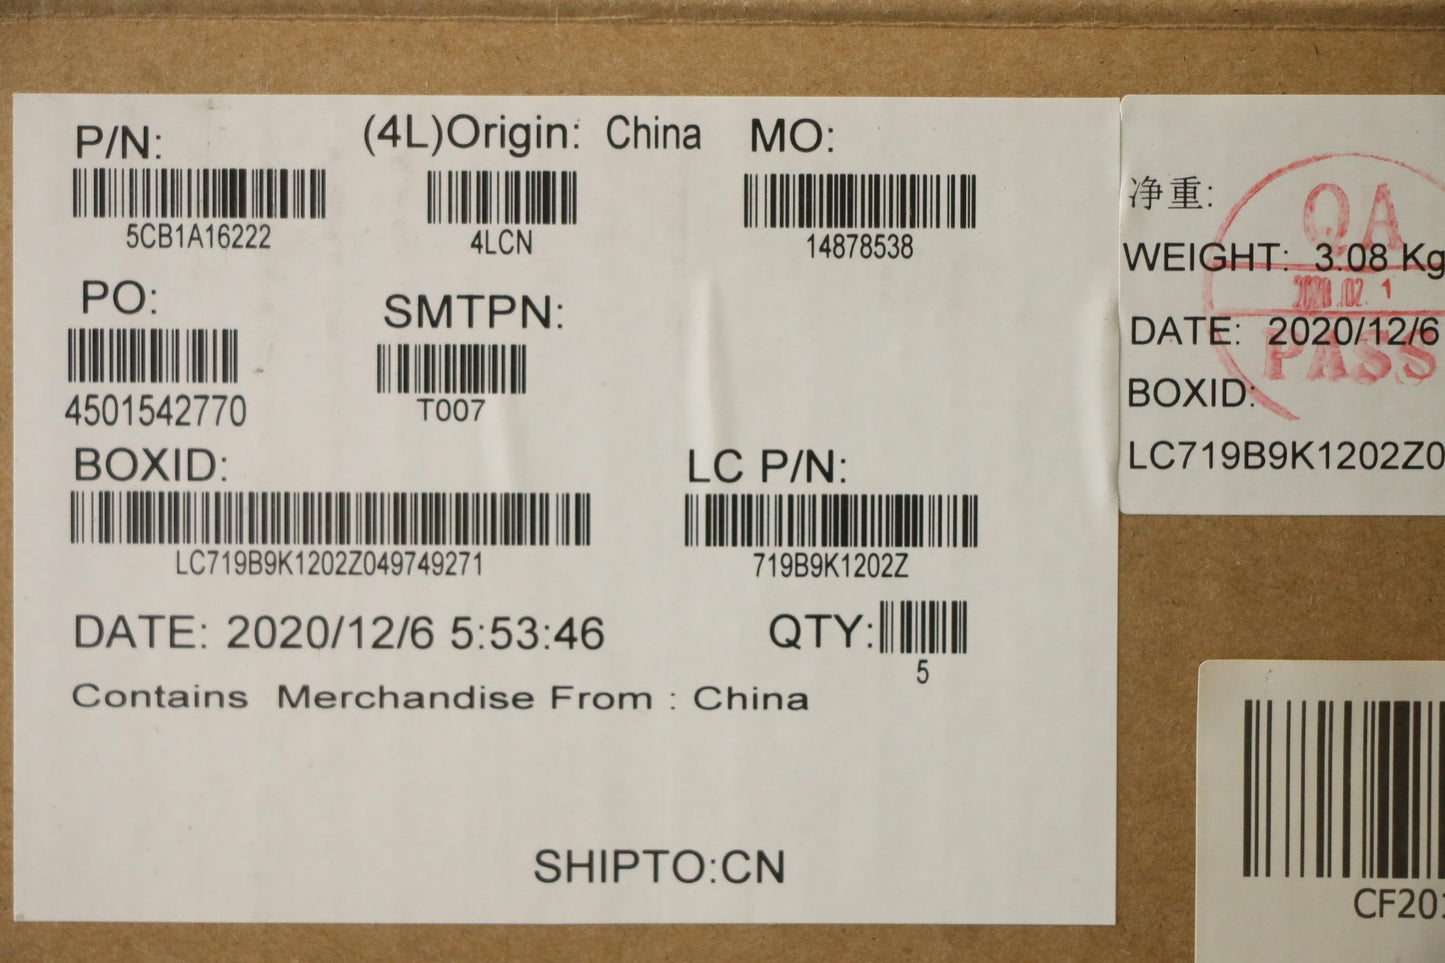 P/N:
5CB1A16222
(4L)Origin: China
4LCN
MO:
14878538
PO:
4501542770
SMTPN:
T007
BOXID:
LC719B9K1202Z049749271
LC P/N:
719B9K1202Z
DATE: 2020/12/6 5:53:46
QTY:
5
Contains Merchandise From : China
SHIPTO:CN
净重:
WEIGHT: 3.08 Kg
DATE: 2020/12/6
BOXID:
LC719B9K1202Z0
QA
PASS
CF20